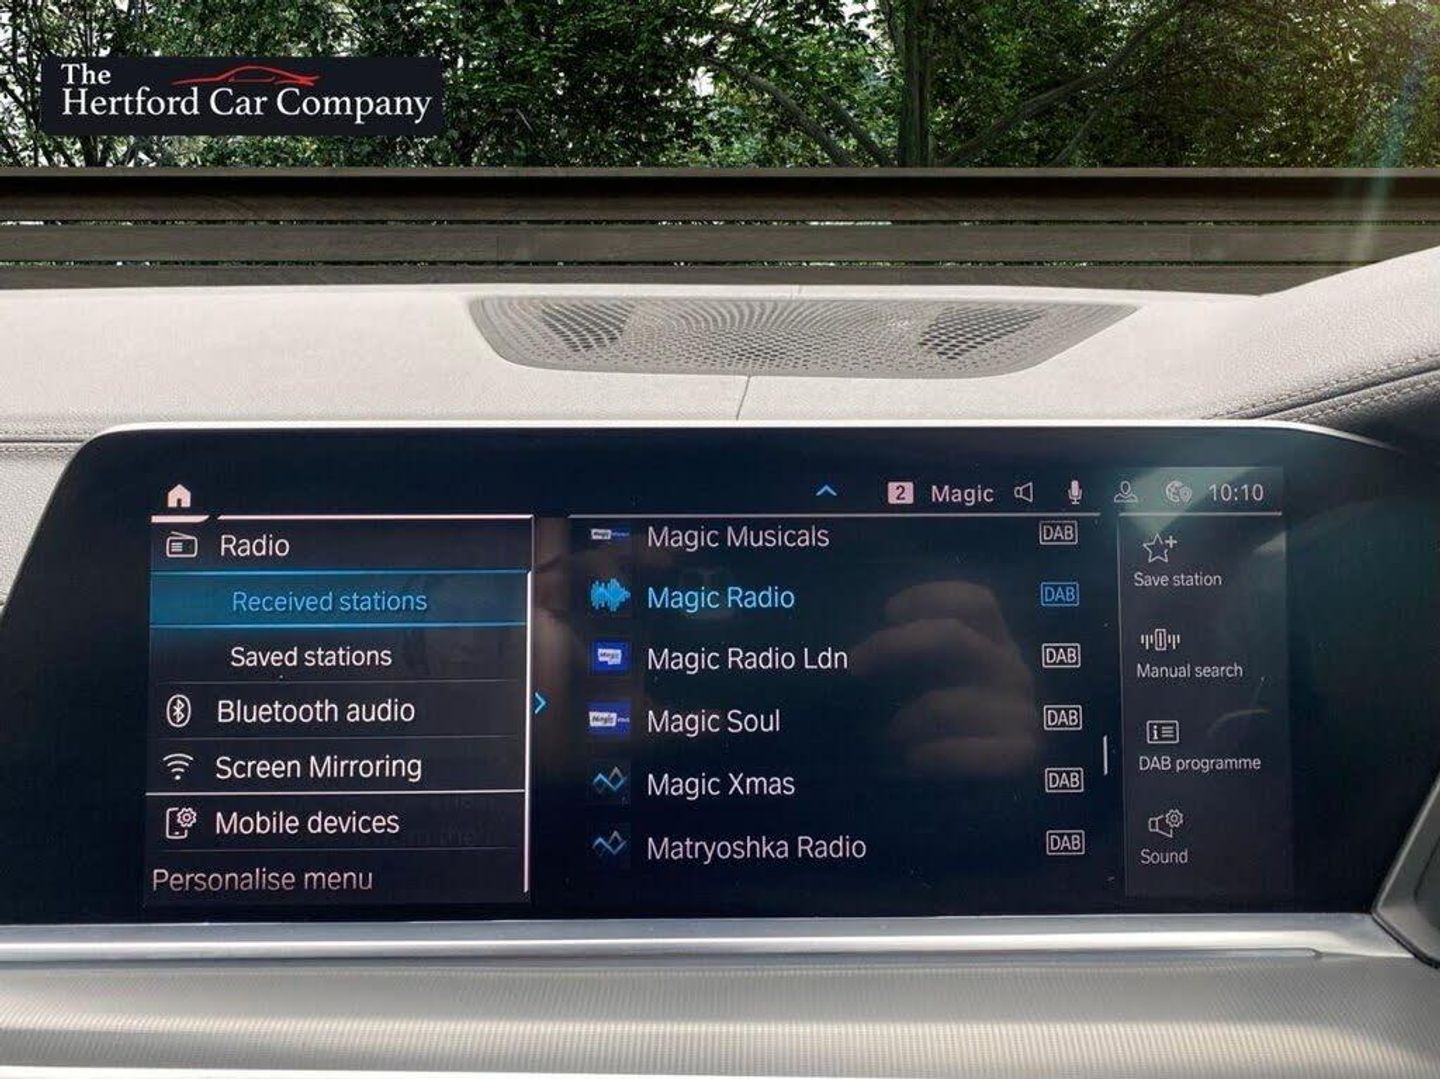 The
Hertford Car Company
2 Magic 10:10
Radio
Received stations
Saved stations
Bluetooth audio
Screen Mirroring
Mobile devices
Personalise menu
Magic Musicals DAB
Magic Radio DAB
Magic Radio Ldn DAB
Magic Soul DAB
Magic Xmas DAB
Matryoshka Radio DAB
Save station
Manual search
DAB programme
Sound